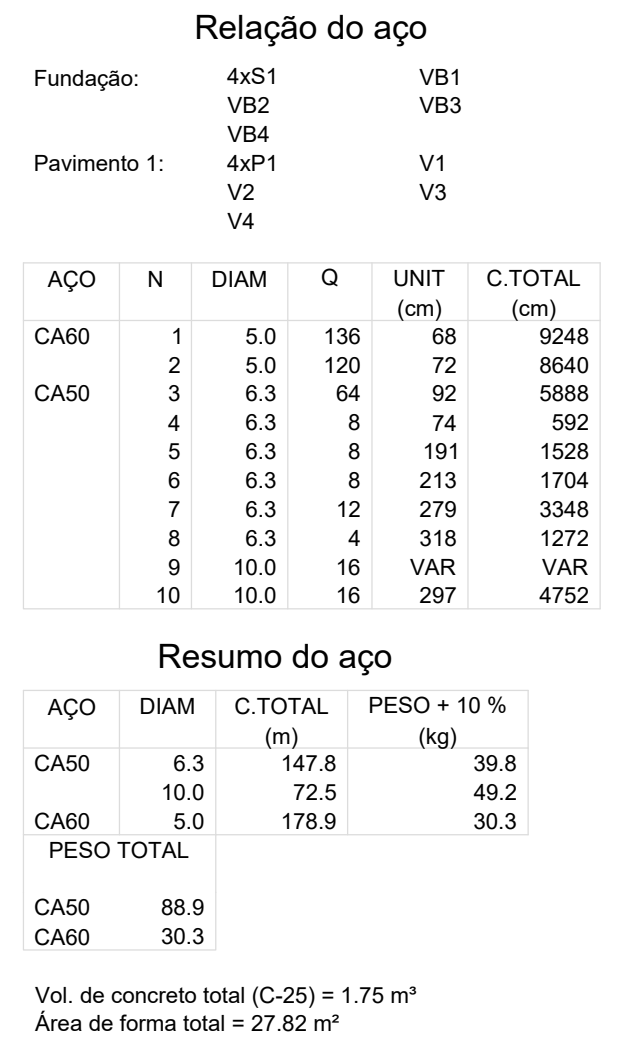 Relação do aço
Fundação: 4xS1 VB1
VB2 VB3
VB4
Pavimento 1: 4xP1 V1
V2 V3
V4
AÇO N DIAM Q UNIT C.TOTAL
(cm) (cm)
CA60 1 5.0 136 68 9248
2 5.0 120 72 8640
CA50 3 6.3 64 92 5888
4 6.3 8 74 592
5 6.3 8 191 1528
6 6.3 8 213 1704
7 6.3 12 279 3348
8 6.3 4 318 1272
9 10.0 16 VAR VAR
10 10.0 16 297 4752
Resumo do aço
AÇO DIAM C.TOTAL PESO + 10 %
(m) (kg)
CA50 6.3 147.8 39.8
10.0 72.5 49.2
CA60 5.0 178.9 30.3
PESO TOTAL
CA50 88.9
CA60 30.3
Vol. de concreto total (C-25) = 1.75 m³
Área de forma total = 27.82 m²